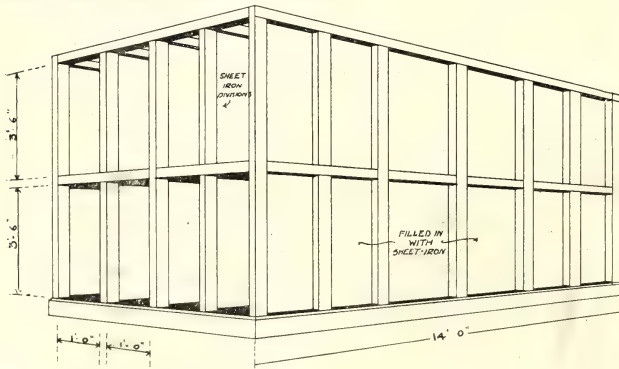 SHEET
IRON
DIVISIONS
3'-6"
3'-6"
FILLED IN
WITH
SHEET-IRON
1'-0"
1'-0"
14' 0"